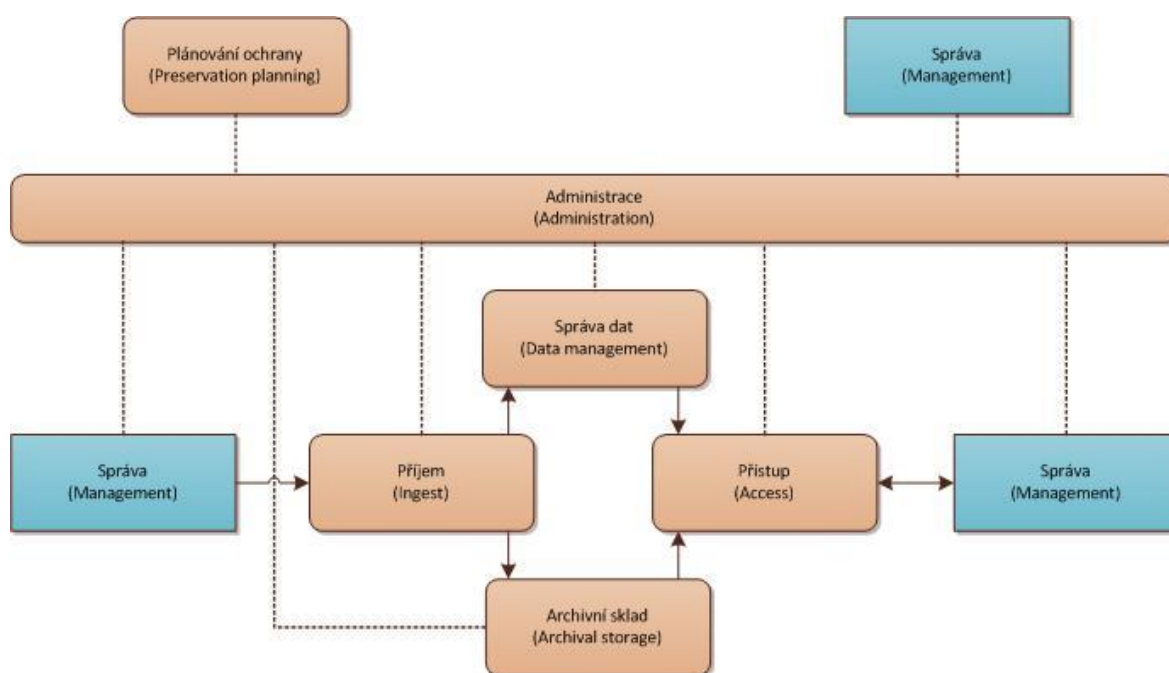 Plánování ochrany
(Preservation planning)
Správa
(Management)
Administrace
(Administration)
Správa dat
(Data management)
Správa
(Management)
Příjem
(Ingest)
Přístup
(Access)
Správa
(Management)
Archivní sklad
(Archival storage)